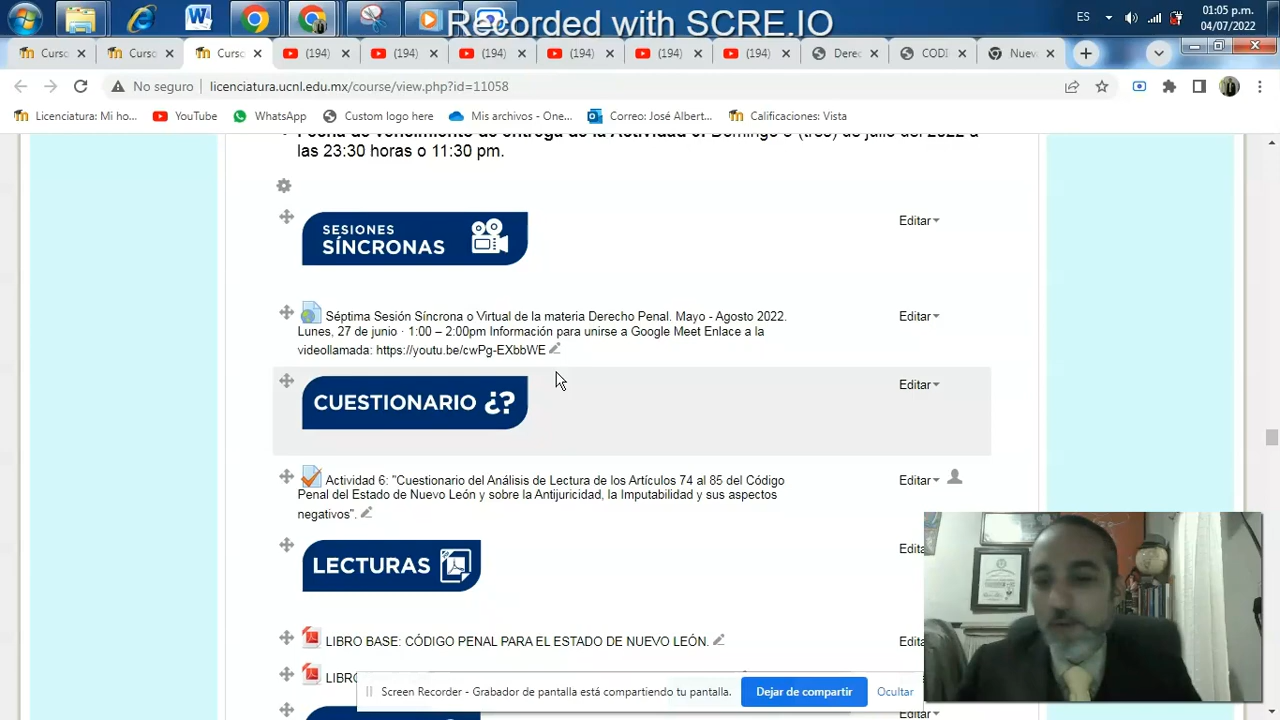 Recorded with SCRE.IO
ES
01:05 p.m.
04/07/2022
Curso
Curso
Curso
(194)
(194)
(194)
(194)
(194)
(194)
Derec
CODI
Nuev
No seguro
licenciatura.ucnl.edu.mx/course/view.php?id=11058
Licenciatura: Mi ho...
YouTube
WhatsApp
Custom logo here
Mis archivos - One...
Correo: José Albert...
Calificaciones: Vista
las 23:30 horas o 11:30 pm.
SESIONES
SÍNCRONAS
Editar
Séptima Sesión Síncrona o Virtual de la materia Derecho Penal. Mayo - Agosto 2022.
Editar
Lunes, 27 de junio · 1:00 – 2:00pm Información para unirse a Google Meet Enlace a la
videollamada: https://youtu.be/cwPg-EXbbWE
CUESTIONARIO ¿?
Editar
Actividad 6: "Cuestionario del Análisis de Lectura de los Artículos 74 al 85 del Código
Editar
Penal del Estado de Nuevo León y sobre la Antijuricidad, la Imputabilidad y sus aspectos
negativos".
LECTURAS
Edita
LIBRO BASE: CÓDIGO PENAL PARA EL ESTADO DE NUEVO LEÓN.
Edita
LIBRO
Screen Recorder - Grabador de pantalla está compartiendo tu pantalla.
Dejar de compartir
Ocultar